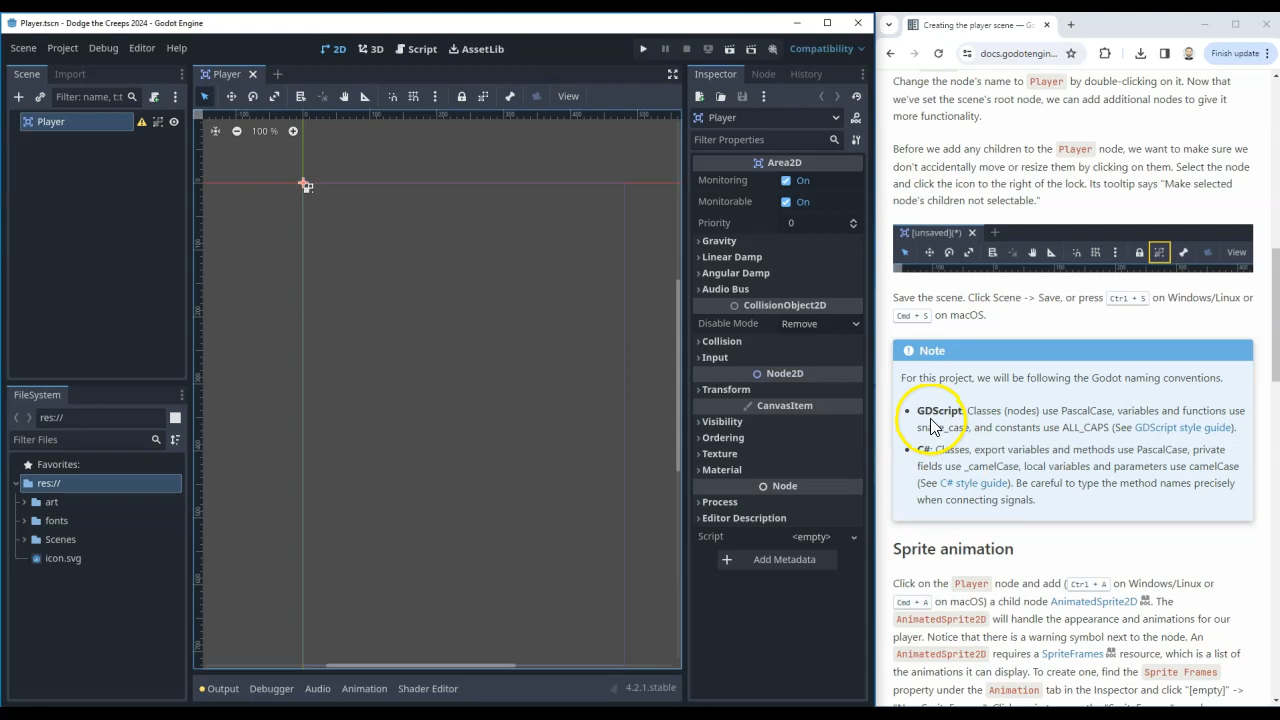 Player.tscn - Dodge the Creeps 2024 - Godot Engine
Scene Project Debug Editor Help
2D 3D Script AssetLib
Compatibility
Scene Import
Filter: name, t:t
Player
Player
100 %
View
Inspector Node History
Player
Filter Properties
Area2D
Monitoring On
Monitorable On
Priority 0
Gravity
Linear Damp
Angular Damp
Audio Bus
CollisionObject2D
Disable Mode Remove
Collision
Input
Node2D
Transform
CanvasItem
Visibility
Ordering
Texture
Material
Node
Process
Editor Description
Script <empty>
Add Metadata
FileSystem
res://
Filter Files
Favorites:
res://
art
fonts
Scenes
icon.svg
Output Debugger Audio Animation Shader Editor
4.2.1.stable
Creating the player scene — G
docs.godotengin...
Finish update
Change the node's name to Player by double-clicking on it. Now that
we've set the scene's root node, we can add additional nodes to give it
more functionality.
Before we add any children to the Player node, we want to make sure we
don't accidentally move or resize them by clicking on them. Select the node
and click the icon to the right of the lock. Its tooltip says "Make selected
node's children not selectable."
[unsaved](*)
View
Save the scene. Click Scene -> Save, or press Ctrl + S on Windows/Linux or
Cmd + S on macOS.
Note
For this project, we will be following the Godot naming conventions.
GDScript: Classes (nodes) use PascalCase, variables and functions use
snake_case, and constants use ALL_CAPS (See GDScript style guide).
C#: Classes, export variables and methods use PascalCase, private
fields use _camelCase, local variables and parameters use camelCase
(See C# style guide). Be careful to type the method names precisely
when connecting signals.
Sprite animation
Click on the Player node and add (Ctrl + A on Windows/Linux or
Cmd + A on macOS) a child node AnimatedSprite2D. The
AnimatedSprite2D will handle the appearance and animations for our
player. Notice that there is a warning symbol next to the node. An
AnimatedSprite2D requires a SpriteFrames resource, which is a list of
the animations it can display. To create one, find the Sprite Frames
property under the Animation tab in the Inspector and click "[empty]" ->